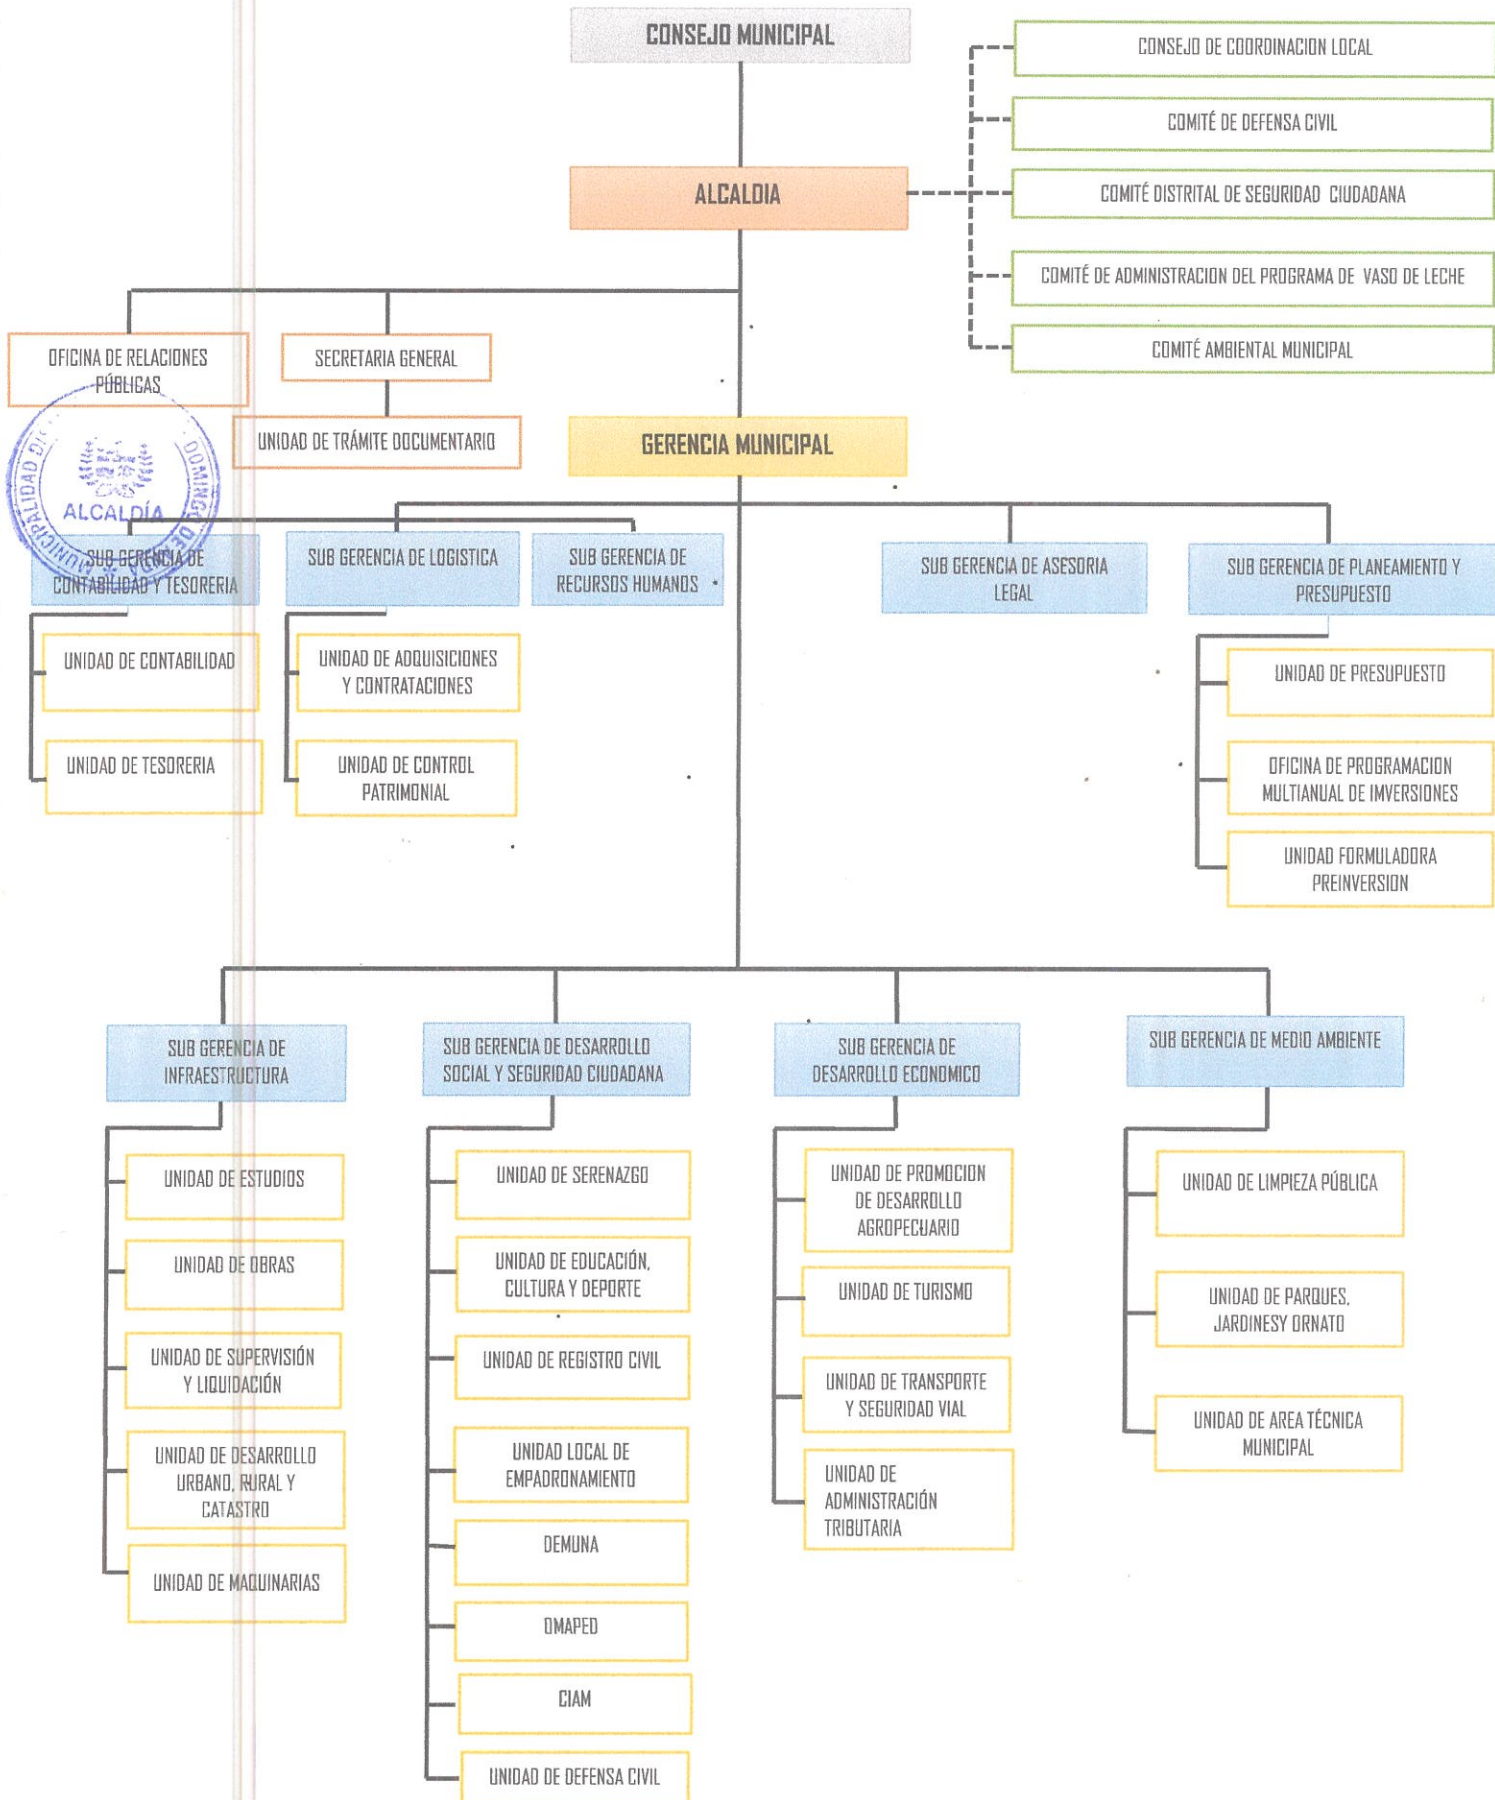 CONSEJO MUNICIPAL
CONSEJO DE COORDINACION LOCAL
COMITÉ DE DEFENSA CIVIL
ALCALDIA
COMITÉ DISTRITAL DE SEGURIDAD CIUDADANA
COMITÉ DE ADMINISTRACION DEL PROGRAMA DE VASO DE LECHE
COMITÉ AMBIENTAL MUNICIPAL
OFICINA DE RELACIONES
PÚBLICAS
SECRETARIA GENERAL
UNIDAD DE TRÁMITE DOCUMENTARIO
GERENCIA MUNICIPAL
MUNICIPALIDAD
DOMINGO DE
ALCALDÍA
SUB GERENCIA DE
CONTABILIDAD Y TESORERIA
SUB GERENCIA DE LOGISTICA
SUB GERENCIA DE
RECURSOS HUMANOS
SUB GERENCIA DE ASESORIA
LEGAL
SUB GERENCIA DE PLANEAMIENTO Y
PRESUPUESTO
UNIDAD DE CONTABILIDAD
UNIDAD DE TESORERIA
UNIDAD DE ADQUISICIONES
Y CONTRATACIONES
UNIDAD DE CONTROL
PATRIMONIAL
UNIDAD DE PRESUPUESTO
OFICINA DE PROGRAMACION
MULTIANUAL DE IMVERSIONES
UNIDAD FORMULADORA
PREINVERSION
SUB GERENCIA DE
INFRAESTRUCTURA
SUB GERENCIA DE DESARROLLO
SOCIAL Y SEGURIDAD CIUDADANA
SUB GERENCIA DE
DESARROLLO ECONOMICO
SUB GERENCIA DE MEDIO AMBIENTE
UNIDAD DE ESTUDIOS
UNIDAD DE OBRAS
UNIDAD DE SUPERVISIÓN
Y LIQUIDACIÓN
UNIDAD DE DESARROLLO
URBANO, RURAL Y
CATASTRO
UNIDAD DE MAQUINARIAS
UNIDAD DE SERENAZGO
UNIDAD DE EDUCACIÓN,
CULTURA Y DEPORTE
UNIDAD DE REGISTRO CIVIL
UNIDAD LOCAL DE
EMPADRONAMIENTO
DEMUNA
OMAPED
CIAM
UNIDAD DE DEFENSA CIVIL
UNIDAD DE PROMOCION
DE DESARROLLO
AGROPECUARIO
UNIDAD DE TURISMO
UNIDAD DE TRANSPORTE
Y SEGURIDAD VIAL
UNIDAD DE
ADMINISTRACIÓN
TRIBUTARIA
UNIDAD DE LIMPIEZA PÚBLICA
UNIDAD DE PARQUES,
JARDINESY ORNATO
UNIDAD DE AREA TÉCNICA
MUNICIPAL